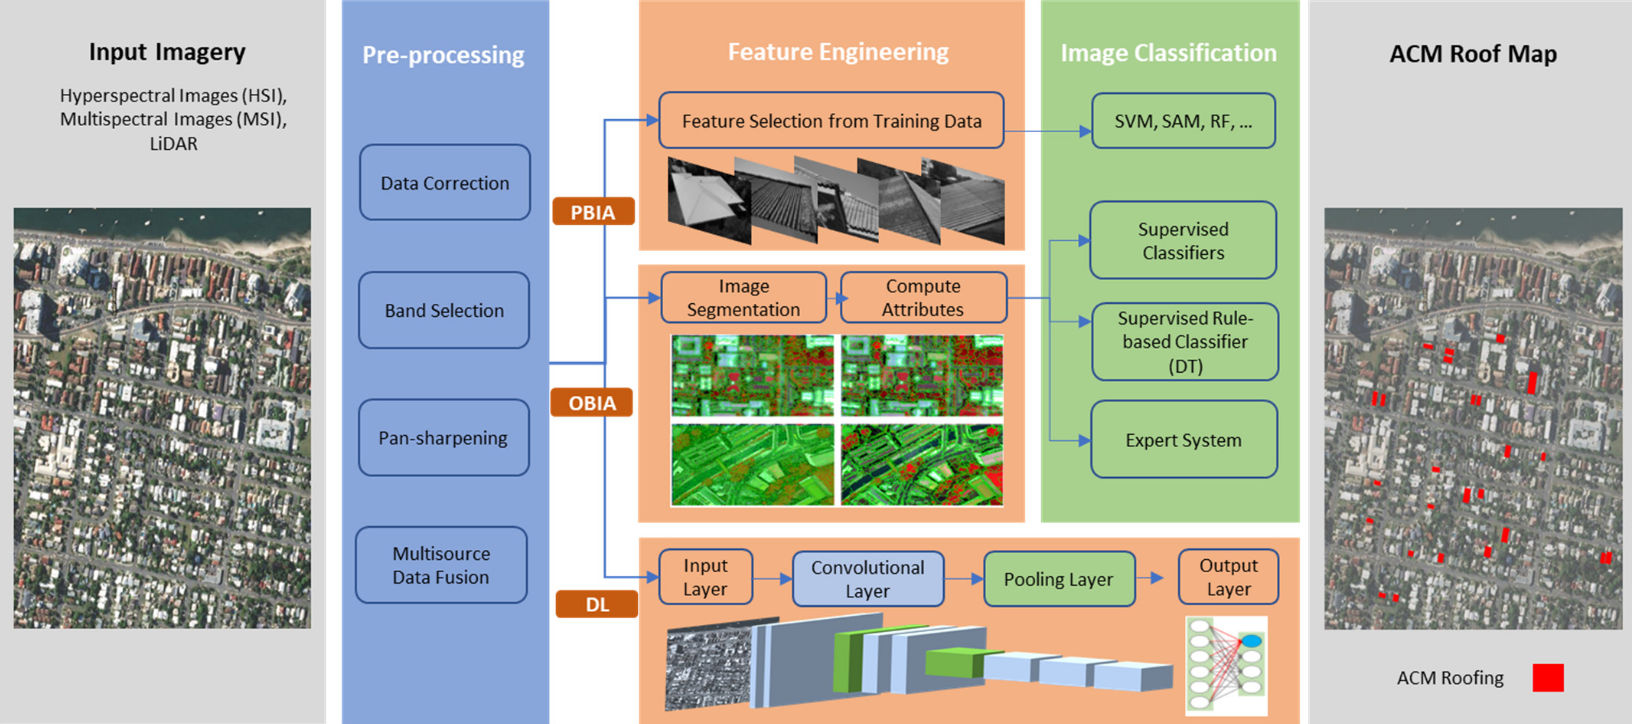 Input Imagery
Hyperspectral Images (HSI),
Multispectral Images (MSI),
LiDAR
Pre-processing
Data Correction
Band Selection
Pan-sharpening
Multisource
Data Fusion
PBIA
OBIA
DL
Feature Engineering
Feature Selection from Training Data
Image
Segmentation
Compute
Attributes
Input
Layer
Convolutional
Layer
Pooling Layer
Output
Layer
Image Classification
SVM, SAM, RF, ...
Supervised
Classifiers
Supervised Rule-
based Classifier
(DT)
Expert System
ACM Roof Map
ACM Roofing